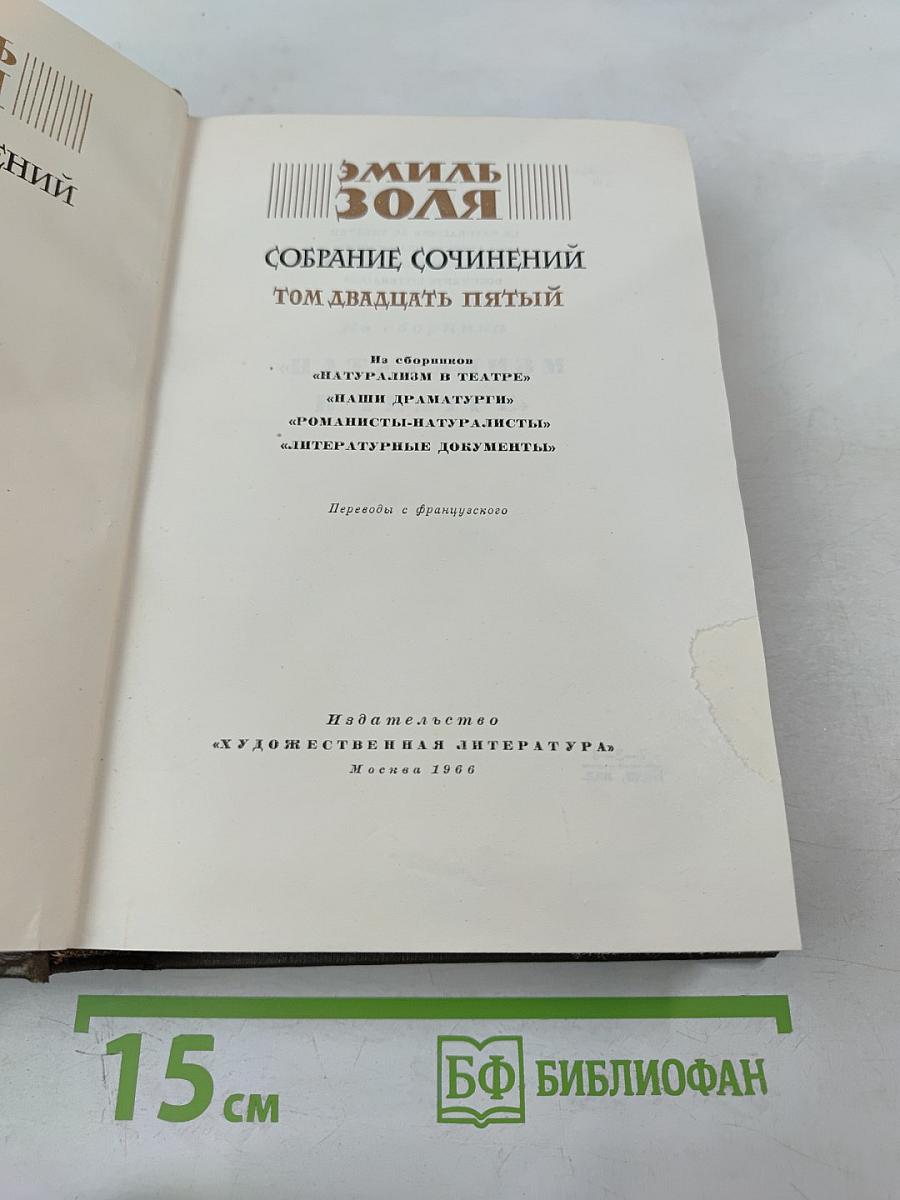 ЕНИЙ
ЭМИЛЬ
ЗОЛЯ
СОБРАНИЕ СОЧИНЕНИЙ
ТОМ ДВАДЦАТЬ ПЯТЫЙ
Из сборников
«НАТУРАЛИЗМ В ТЕАТРЕ»
«НАШИ ДРАМАТУРГИ»
«РОМАНИСТЫ-НАТУРАЛИСТЫ»
«ЛИТЕРАТУРНЫЕ ДОКУМЕНТЫ»
Переводы с французского
Издательство
«ХУДОЖЕСТВЕННАЯ ЛИТЕРАТУРА»
Москва 1966
15 см
БФ БИБЛИОФАН